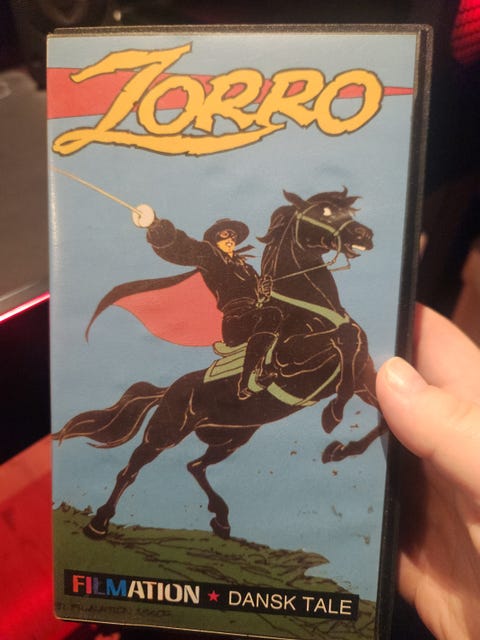 ZORRO
FILMATION ★ DANSK TALE